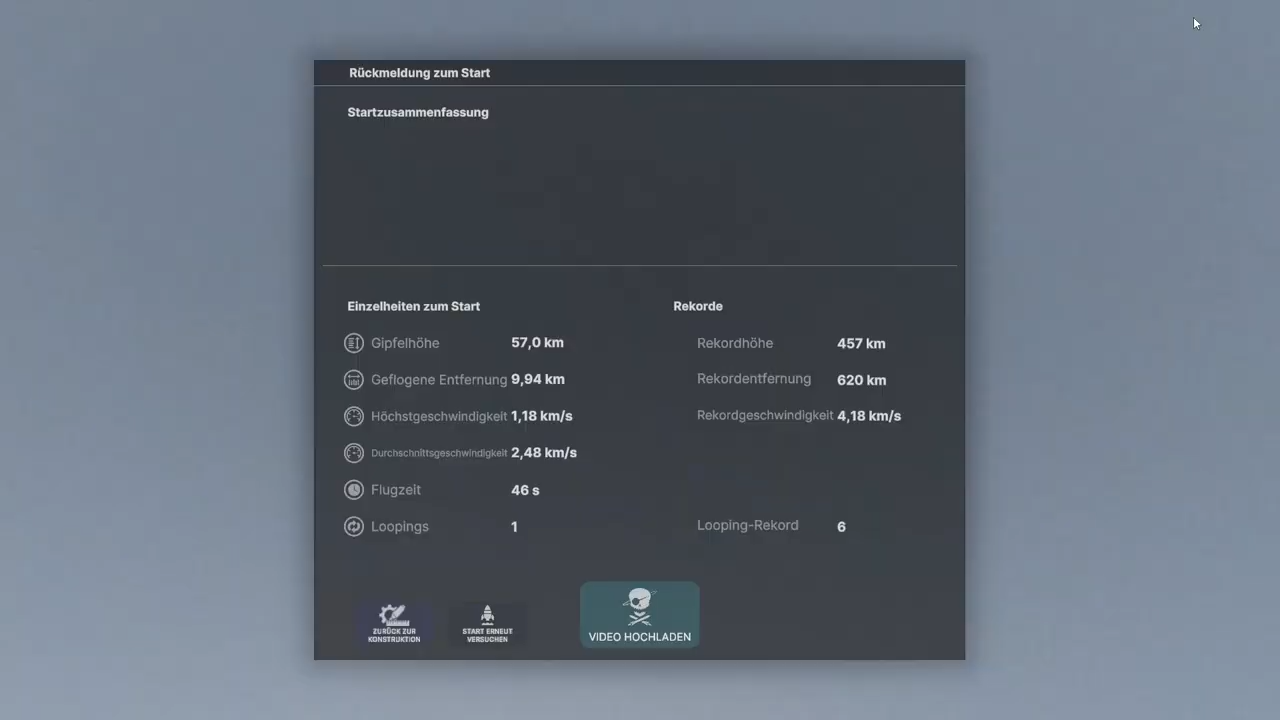 Rückmeldung zum Start
Startzusammenfassung
Einzelheiten zum Start
Gipfelhöhe 57,0 km
Geflogene Entfernung 9,94 km
Höchstgeschwindigkeit 1,18 km/s
Durchschnittsgeschwindigkeit 2,48 km/s
Flugzeit 46 s
Loopings 1
Rekorde
Rekordhöhe 457 km
Rekordentfernung 620 km
Rekordgeschwindigkeit 4,18 km/s
Looping-Rekord 6
ZURÜCK ZUR
KONSTRUKTION
START ERNEUT
VERSUCHEN
VIDEO HOCHLADEN